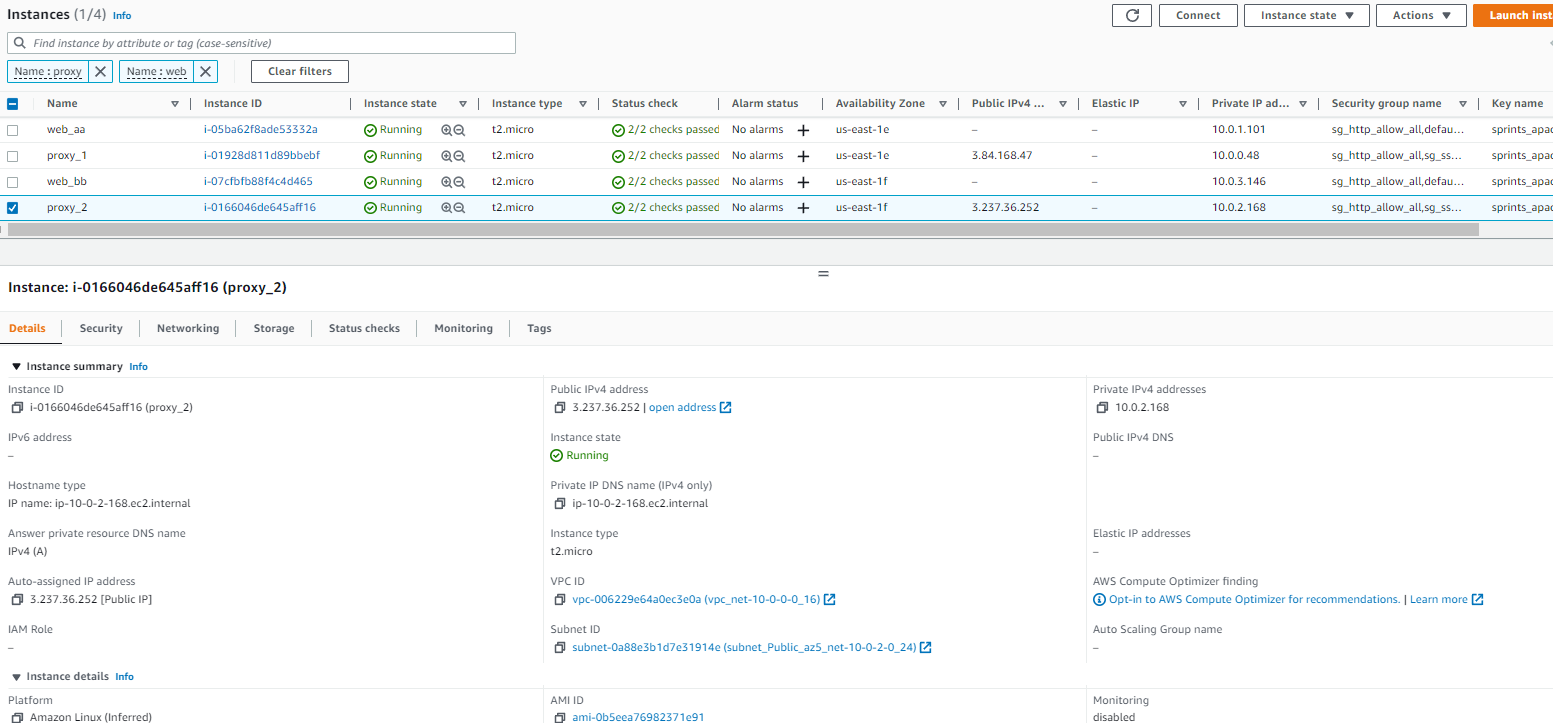 Instances (1/4) Info
Connect
Instance state
Actions
Launch inst
Find instance by attribute or tag (case-sensitive)
Name : proxy
Name : web
Clear filters
Name Instance ID Instance state Instance type Status check Alarm status Availability Zone Public IPv4 ... Elastic IP Private IP ad... Security group name Key name
web_aa i-05ba62f8ade53332a Running t2.micro 2/2 checks passed No alarms + us-east-1e – – 10.0.1.101 sg_http_allow_all,defau... sprints_apac
proxy_1 i-01928d811d89bbebf Running t2.micro 2/2 checks passed No alarms + us-east-1e 3.84.168.47 – 10.0.0.48 sg_http_allow_all,sg_ss... sprints_apac
web_bb i-07cfbfb88f4c4d465 Running t2.micro 2/2 checks passed No alarms + us-east-1f – – 10.0.3.146 sg_http_allow_all,defau... sprints_apac
proxy_2 i-0166046de645aff16 Running t2.micro 2/2 checks passed No alarms + us-east-1f 3.237.36.252 – 10.0.2.168 sg_http_allow_all,sg_ss... sprints_apac
Instance: i-0166046de645aff16 (proxy_2)
Details Security Networking Storage Status checks Monitoring Tags
Instance summary Info
Instance ID Public IPv4 address Private IPv4 addresses
i-0166046de645aff16 (proxy_2) 3.237.36.252 | open address 10.0.2.168
IPv6 address Instance state Public IPv4 DNS
– Running –
Hostname type Private IP DNS name (IPv4 only)
IP name: ip-10-0-2-168.ec2.internal ip-10-0-2-168.ec2.internal
Answer private resource DNS name Instance type Elastic IP addresses
IPv4 (A) t2.micro –
Auto-assigned IP address VPC ID AWS Compute Optimizer finding
3.237.36.252 [Public IP] vpc-006229e64a0ec3e0a (vpc_net-10-0-0-0_16) Opt-in to AWS Compute Optimizer for recommendations. | Learn more
IAM Role Subnet ID Auto Scaling Group name
– subnet-0a88e3b1d7e31914e (subnet_Public_az5_net-10-0-2-0_24) –
Instance details Info
Platform AMI ID Monitoring
Amazon Linux (Inferred) ami-0b5eea76982371e91 disabled